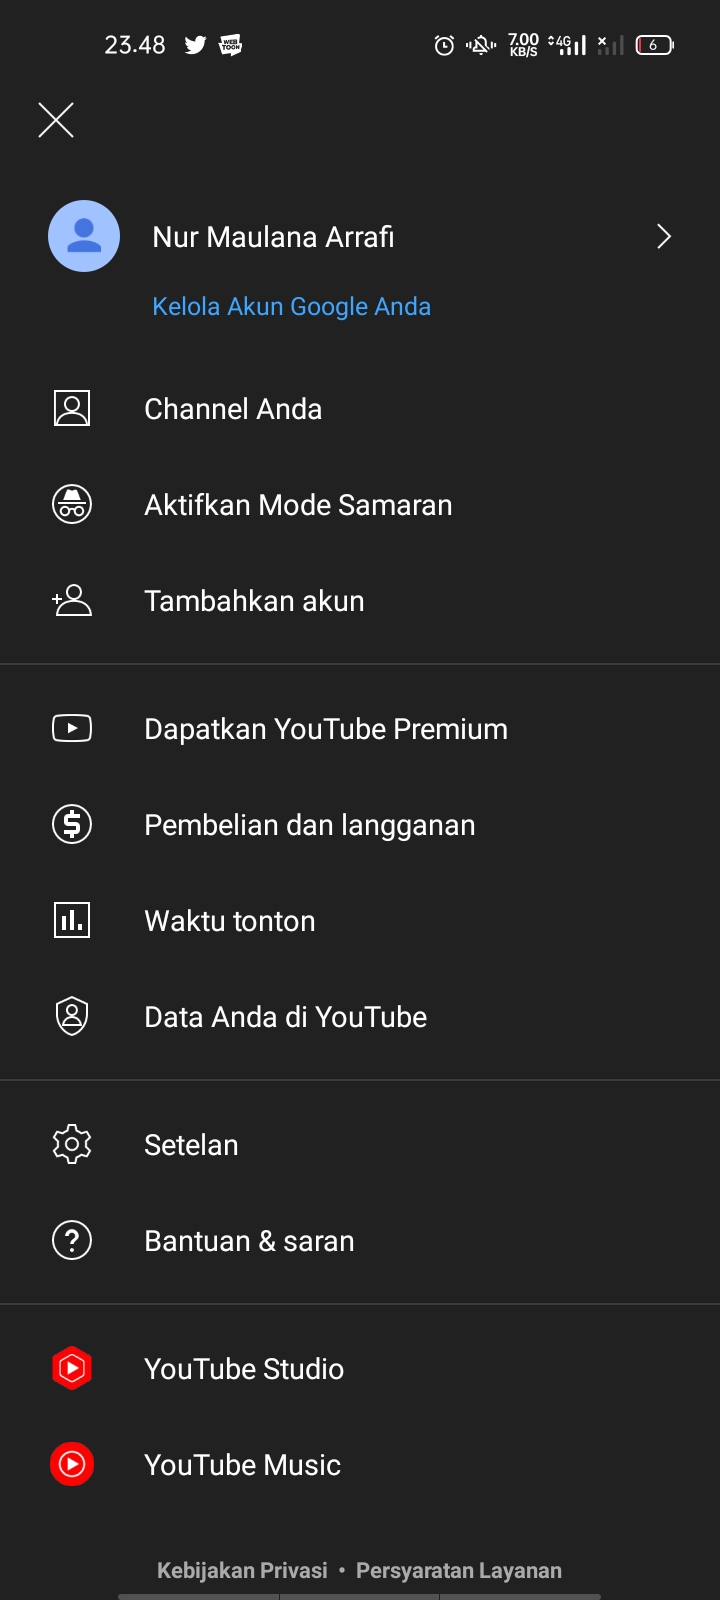 23.48 WEB TOON 7.00 KB/S 4G 6
Nur Maulana Arrafi
Kelola Akun Google Anda
Channel Anda
Aktifkan Mode Samaran
Tambahkan akun
Dapatkan YouTube Premium
Pembelian dan langganan
Waktu tonton
Data Anda di YouTube
Setelan
Bantuan & saran
YouTube Studio
YouTube Music
Kebijakan Privasi • Persyaratan Layanan